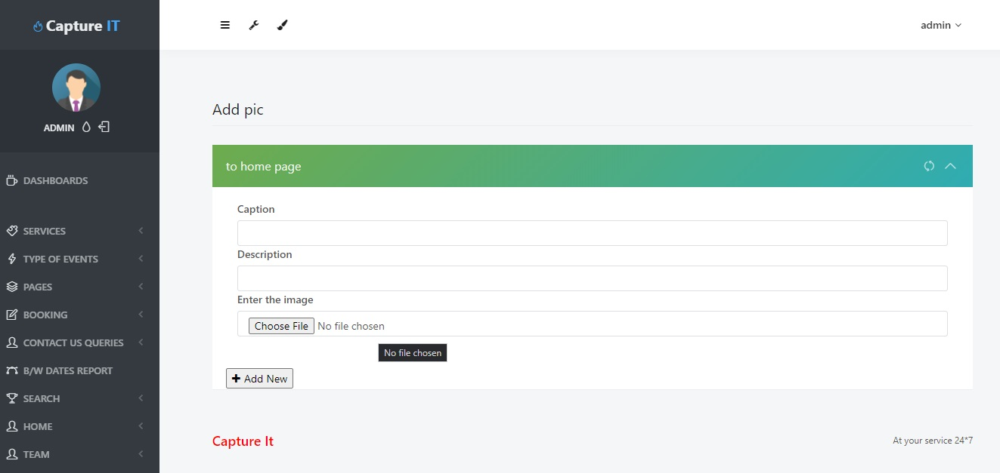 Capture IT
admin
ADMIN
DASHBOARDS
SERVICES
TYPE OF EVENTS
PAGES
BOOKING
CONTACT US QUERIES
B/W DATES REPORT
SEARCH
HOME
TEAM
Add pic
to home page
Caption
Description
Enter the image
Choose File No file chosen
No file chosen
Add New
Capture It
At your service 24*7